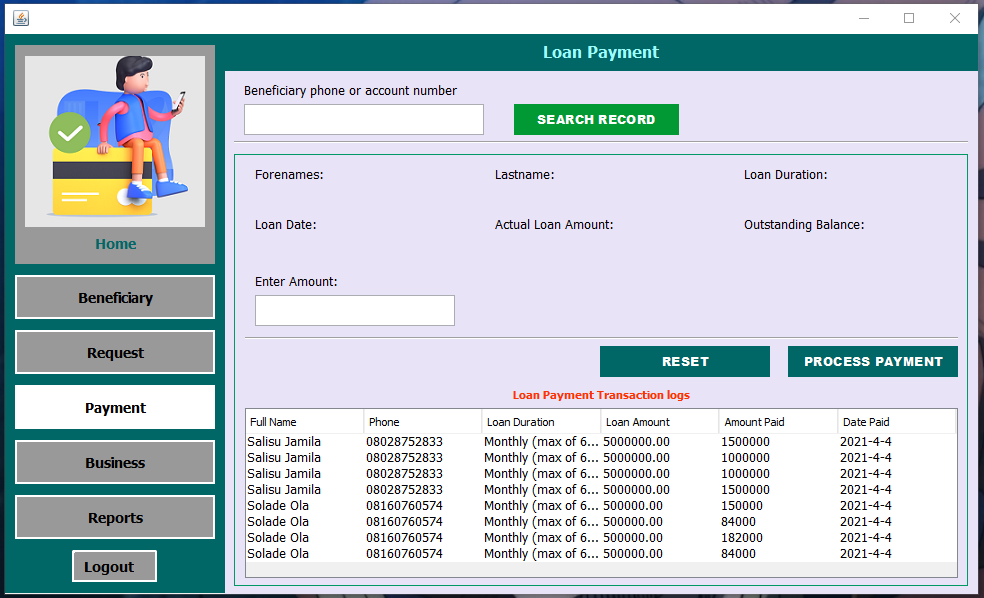 Loan Payment
Home
Beneficiary
Request
Payment
Business
Reports
Logout
Beneficiary phone or account number
SEARCH RECORD
Forenames: Lastname: Loan Duration:
Loan Date: Actual Loan Amount: Outstanding Balance:
Enter Amount:
RESET PROCESS PAYMENT
Loan Payment Transaction logs
Full Name Phone Loan Duration Loan Amount Amount Paid Date Paid
Salisu Jamila 08028752833 Monthly (max of 6... 5000000.00 1500000 2021-4-4
Salisu Jamila 08028752833 Monthly (max of 6... 5000000.00 1000000 2021-4-4
Salisu Jamila 08028752833 Monthly (max of 6... 5000000.00 1000000 2021-4-4
Salisu Jamila 08028752833 Monthly (max of 6... 5000000.00 1500000 2021-4-4
Solade Ola 08160760574 Monthly (max of 6... 500000.00 150000 2021-4-4
Solade Ola 08160760574 Monthly (max of 6... 500000.00 84000 2021-4-4
Solade Ola 08160760574 Monthly (max of 6... 500000.00 182000 2021-4-4
Solade Ola 08160760574 Monthly (max of 6... 500000.00 84000 2021-4-4